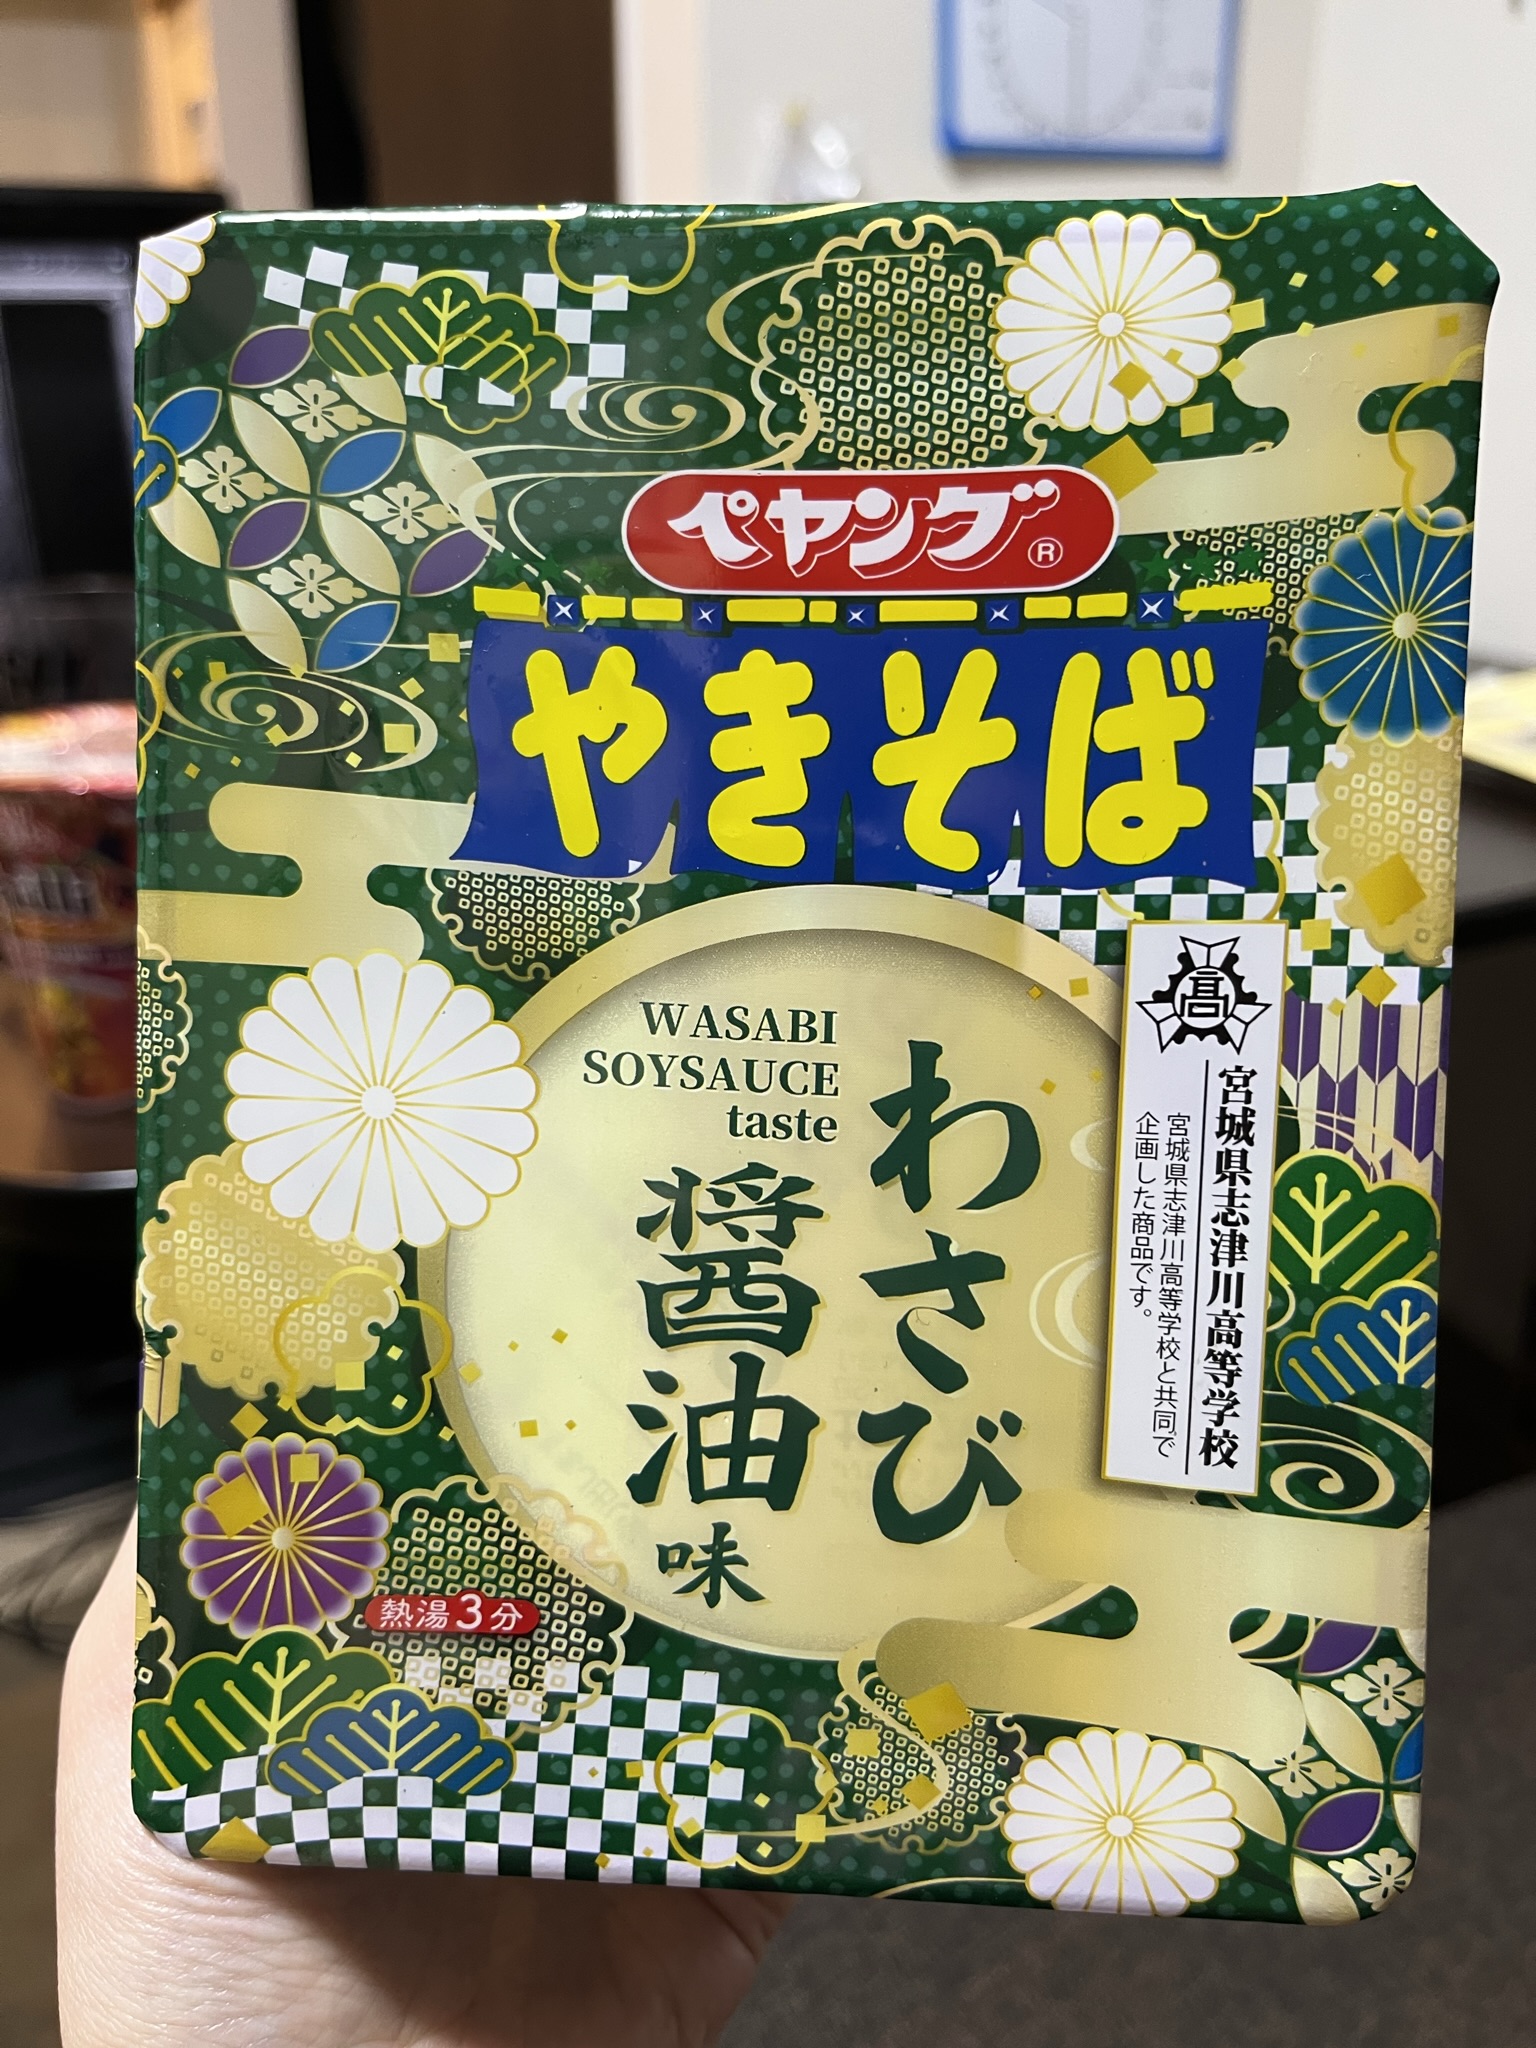 ペヤング®
やきそば
WASABI
SOYSAUCE
taste
わさび
醤油
味
高
宮城県志津川高等学校
宮城県志津川高等学校と共同で
企画した商品です。
熱湯3分